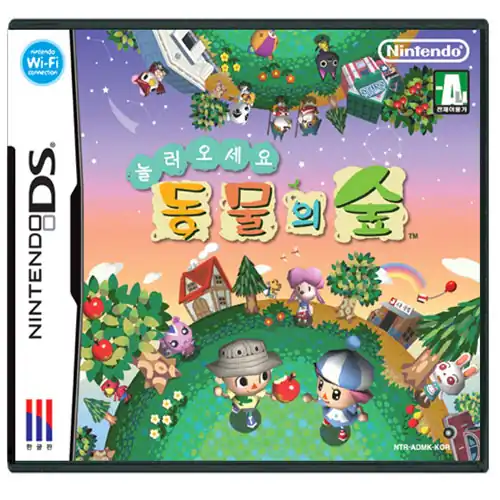 Nintendo
Wi-Fi
CONNECTION
Nintendo
A
전체이용가
놀러오세요
동물의 숲
TM
NINTENDO DS
한글판
NTR-ADMK-KOR